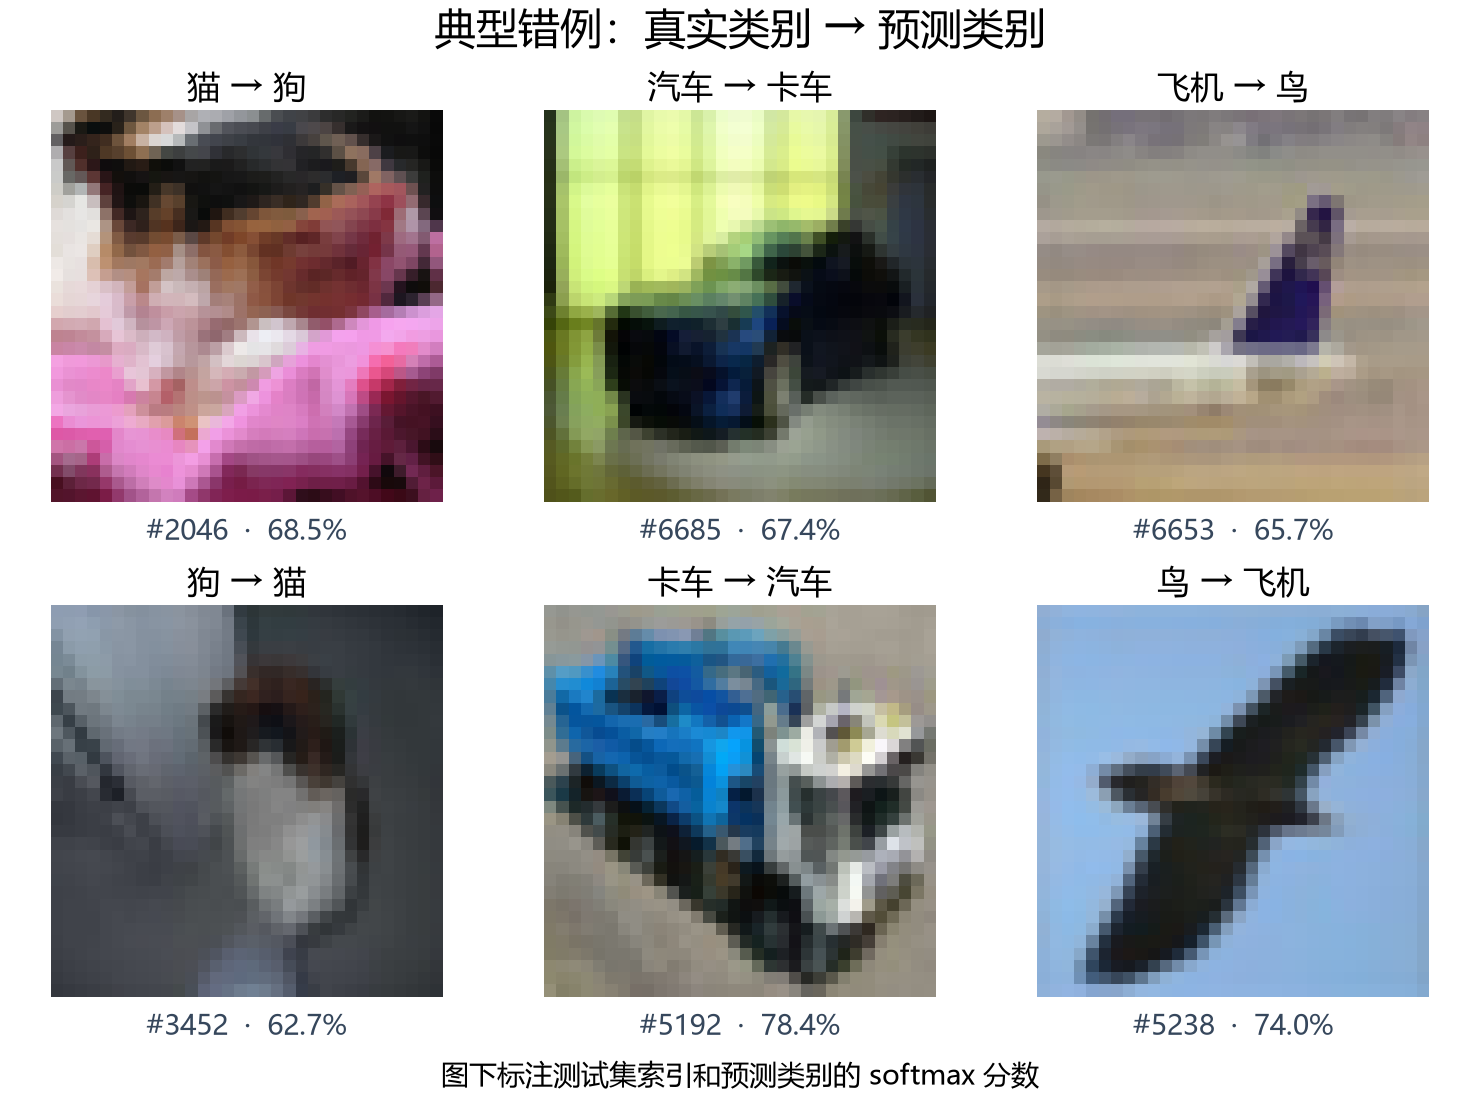 典型错例：真实类别 → 预测类别
猫 → 狗
汽车 → 卡车
飞机 → 鸟
#2046 · 68.5%
#6685 · 67.4%
#6653 · 65.7%
狗 → 猫
卡车 → 汽车
鸟 → 飞机
#3452 · 62.7%
#5192 · 78.4%
#5238 · 74.0%
图下标注测试集索引和预测类别的 softmax 分数